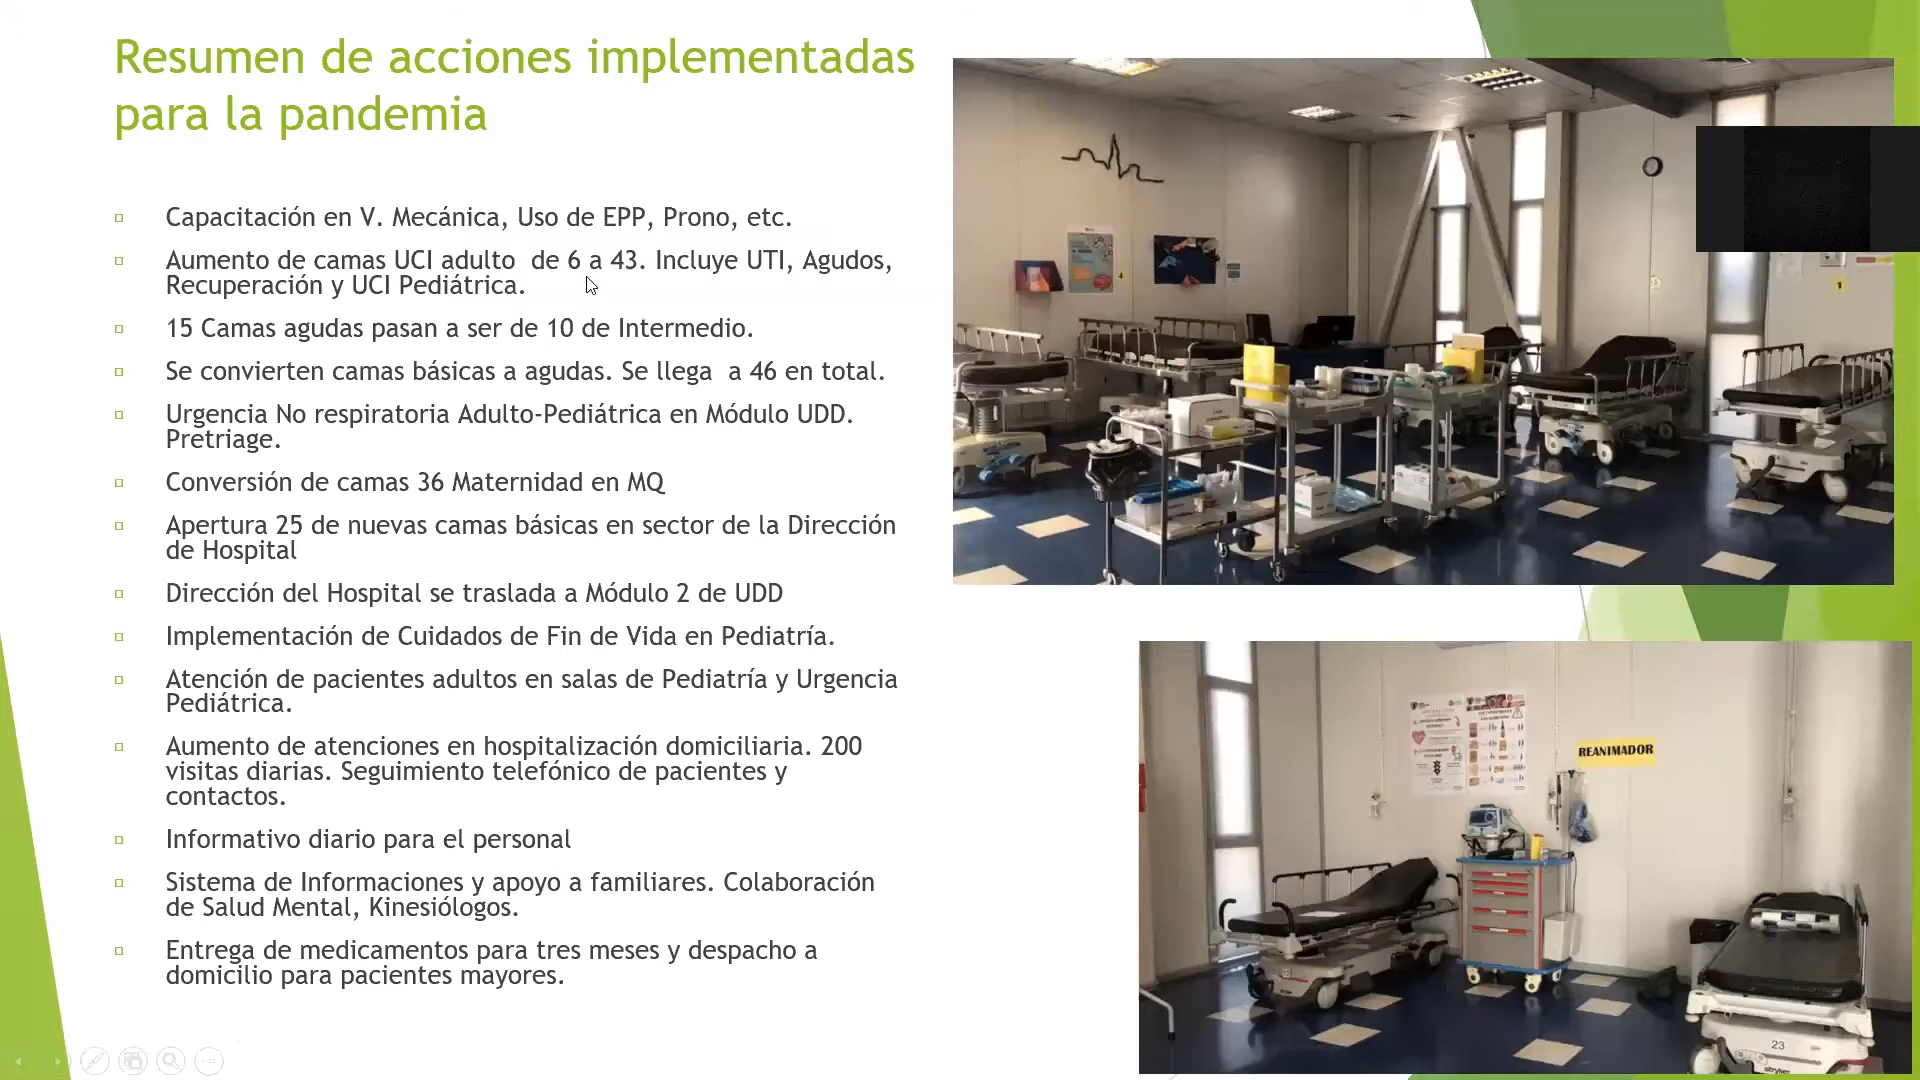 Resumen de acciones implementadas
para la pandemia
Capacitación en V. Mecánica, Uso de EPP, Prono, etc.
Aumento de camas UCI adulto  de 6 a 43. Incluye UTI, Agudos,
Recuperación y UCI Pediátrica.
15 Camas agudas pasan a ser de 10 de Intermedio.
Se convierten camas básicas a agudas. Se llega  a 46 en total.
Urgencia No respiratoria Adulto-Pediátrica en Módulo UDD.
Pretriage.
Conversión de camas 36 Maternidad en MQ
Apertura 25 de nuevas camas básicas en sector de la Dirección
de Hospital
Dirección del Hospital se traslada a Módulo 2 de UDD
Implementación de Cuidados de Fin de Vida en Pediatría.
Atención de pacientes adultos en salas de Pediatría y Urgencia
Pediátrica.
Aumento de atenciones en hospitalización domiciliaria. 200
visitas diarias. Seguimiento telefónico de pacientes y
contactos.
Informativo diario para el personal
Sistema de Informaciones y apoyo a familiares. Colaboración
de Salud Mental, Kinesiólogos.
Entrega de medicamentos para tres meses y despacho a
domicilio para pacientes mayores.
4
1
REANIMADOR
23
stryker